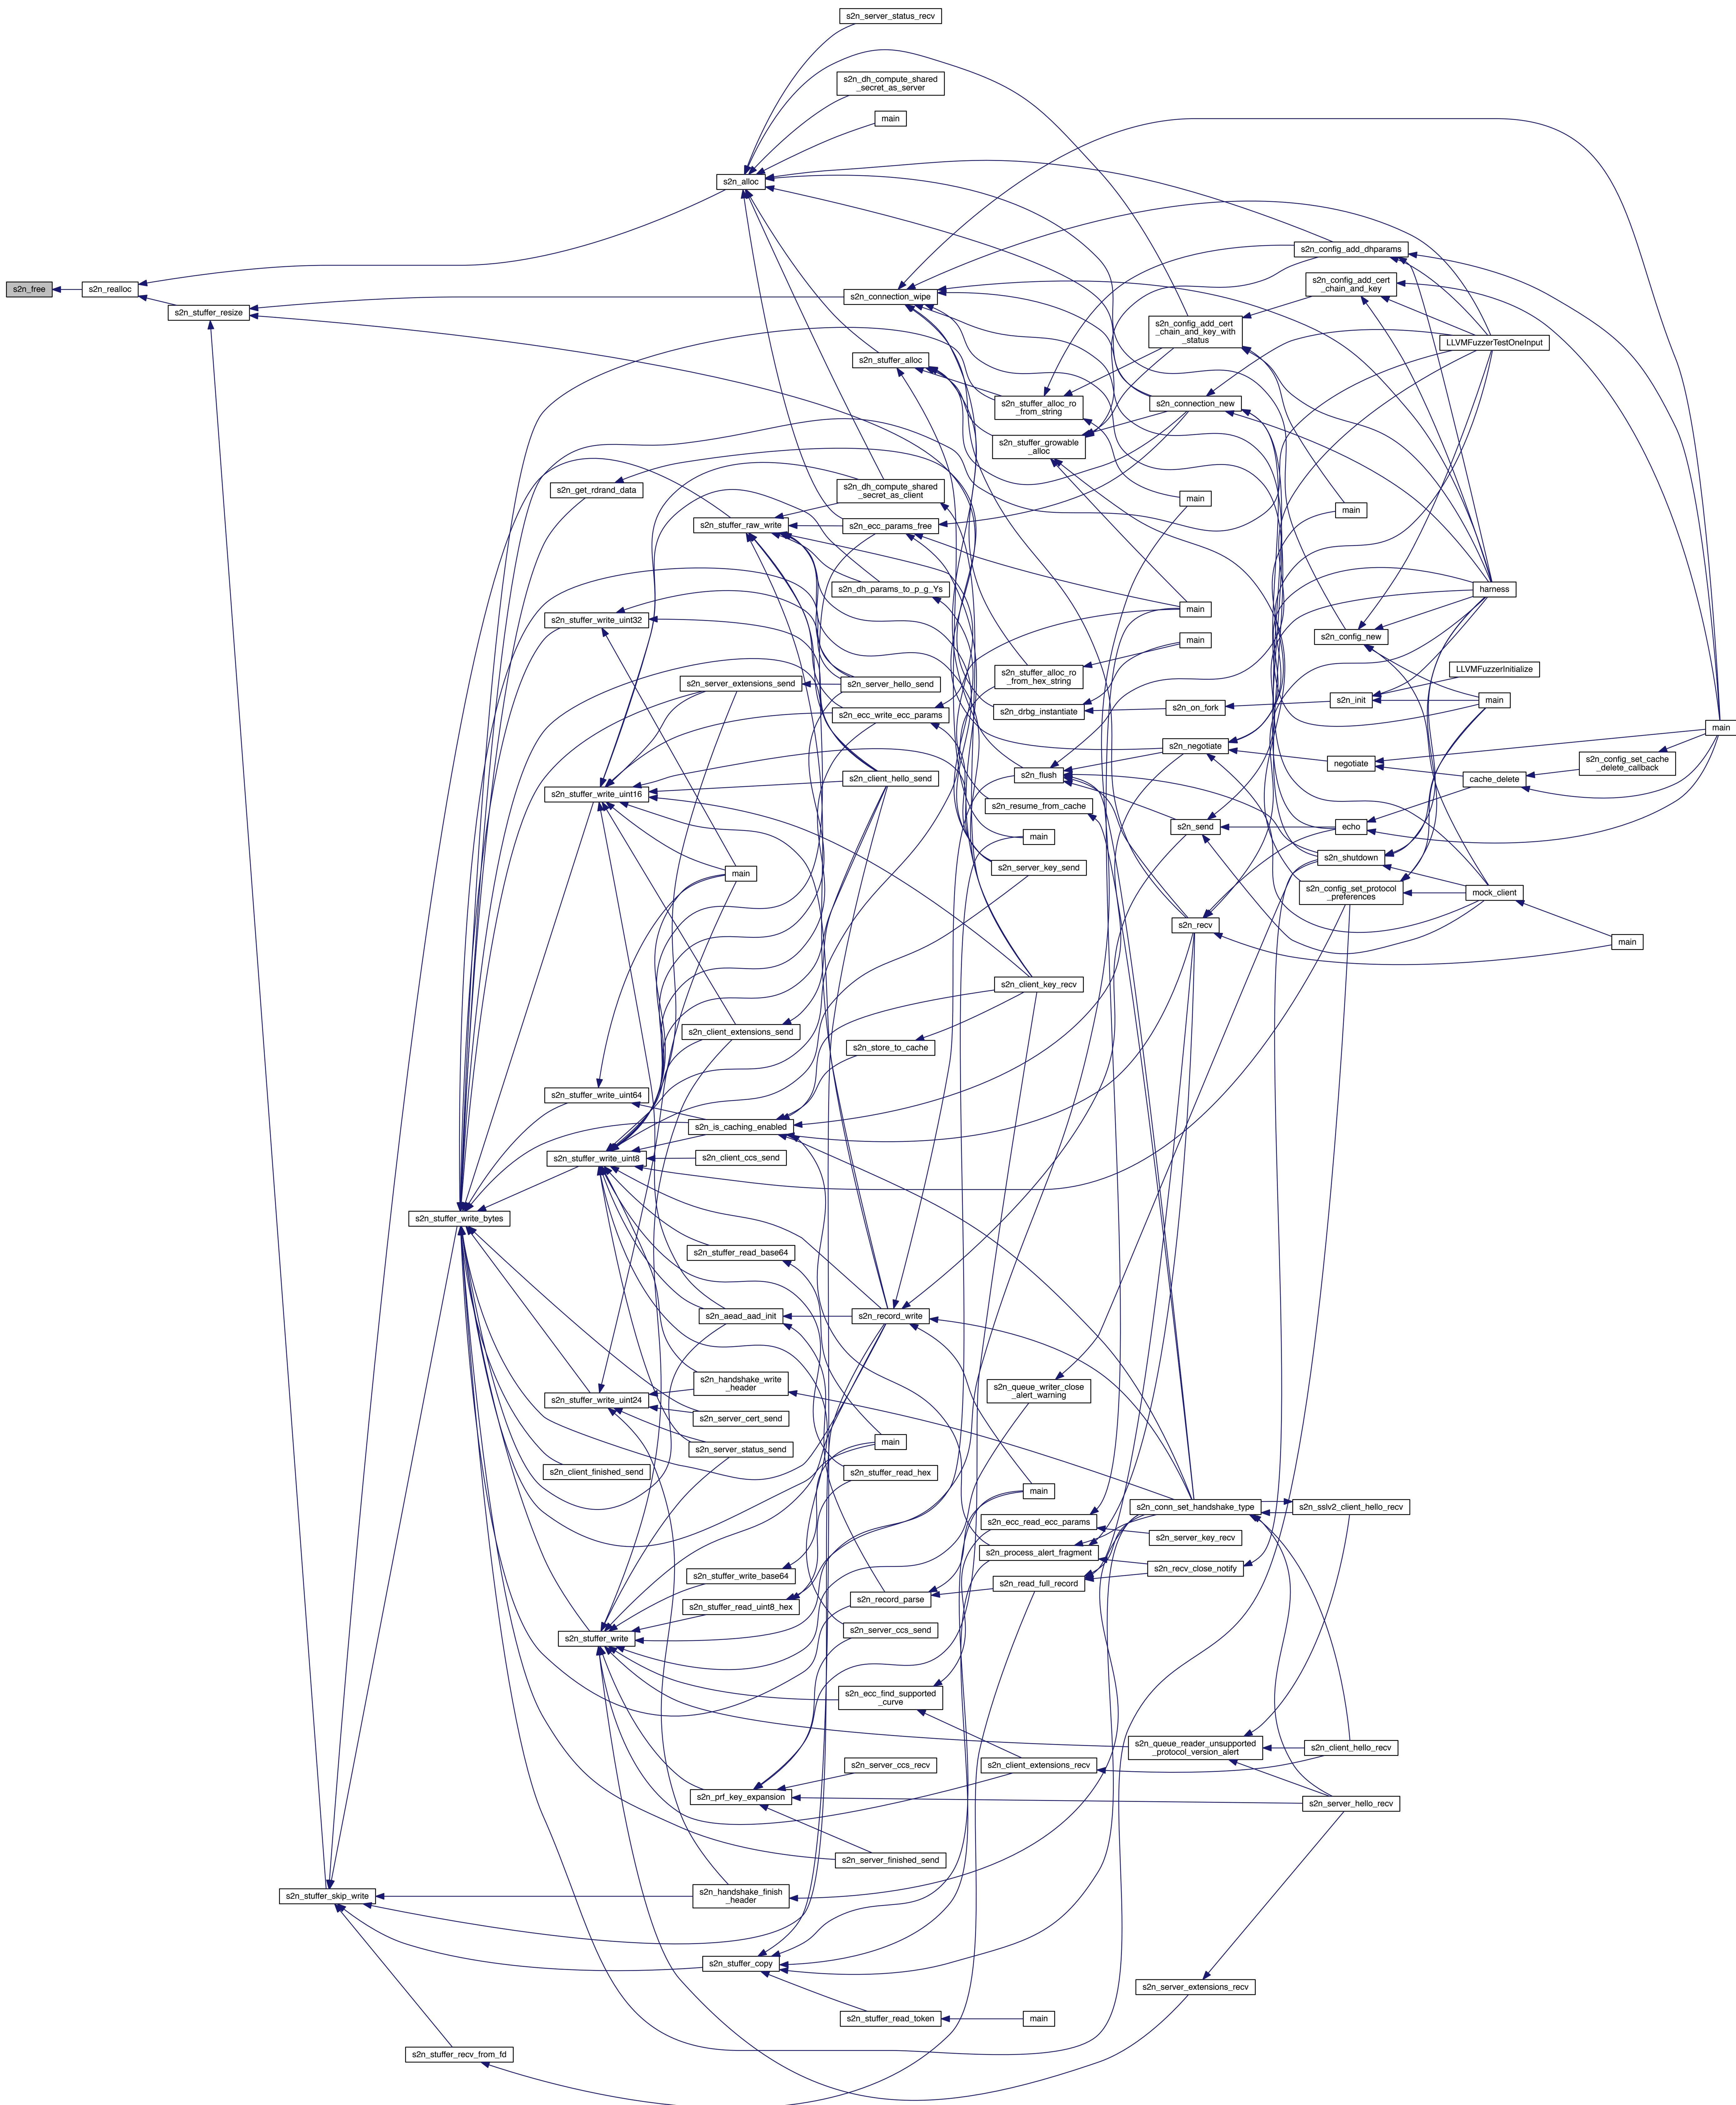 s2n_server_status_recv
s2n_dh_compute_shared
_secret_as_server
main
s2n_alloc
s2n_config_add_dhparams
s2n_free
s2n_realloc
s2n_stuffer_resize
s2n_connection_wipe
s2n_config_add_cert
_chain_and_key
s2n_config_add_cert
_chain_and_key_with
_status
LLVMFuzzerTestOneInput
s2n_stuffer_alloc
s2n_stuffer_alloc_ro
_from_string
s2n_connection_new
s2n_stuffer_growable
_alloc
s2n_get_rdrand_data
s2n_dh_compute_shared
_secret_as_client
main
main
s2n_stuffer_raw_write
s2n_ecc_params_free
s2n_dh_params_to_p_g_Ys
harness
s2n_stuffer_write_uint32
main
s2n_config_new
main
s2n_server_extensions_send
s2n_server_hello_send
s2n_stuffer_alloc_ro
_from_hex_string
LLVMFuzzerInitialize
s2n_ecc_write_ecc_params
s2n_drbg_instantiate
s2n_on_fork
s2n_init
main
main
s2n_negotiate
negotiate
s2n_config_set_cache
_delete_callback
s2n_client_hello_send
s2n_flush
cache_delete
s2n_stuffer_write_uint16
s2n_resume_from_cache
s2n_send
echo
main
main
s2n_server_key_send
s2n_shutdown
s2n_config_set_protocol
_preferences
mock_client
s2n_recv
main
s2n_client_key_recv
s2n_client_extensions_send
s2n_store_to_cache
s2n_stuffer_write_uint64
s2n_is_caching_enabled
s2n_stuffer_write_uint8
s2n_client_ccs_send
s2n_stuffer_write_bytes
s2n_stuffer_read_base64
s2n_aead_aad_init
s2n_record_write
s2n_handshake_write
_header
s2n_queue_writer_close
_alert_warning
s2n_stuffer_write_uint24
s2n_server_cert_send
s2n_server_status_send
main
s2n_client_finished_send
s2n_stuffer_read_hex
main
s2n_conn_set_handshake_type
s2n_sslv2_client_hello_recv
s2n_ecc_read_ecc_params
s2n_server_key_recv
s2n_process_alert_fragment
s2n_recv_close_notify
s2n_stuffer_write_base64
s2n_read_full_record
s2n_stuffer_read_uint8_hex
s2n_record_parse
s2n_stuffer_write
s2n_server_ccs_send
s2n_ecc_find_supported
_curve
s2n_queue_reader_unsupported
_protocol_version_alert
s2n_client_hello_recv
s2n_server_ccs_recv
s2n_client_extensions_recv
s2n_prf_key_expansion
s2n_server_hello_recv
s2n_server_finished_send
s2n_stuffer_skip_write
s2n_handshake_finish
_header
s2n_stuffer_copy
s2n_server_extensions_recv
s2n_stuffer_read_token
main
s2n_stuffer_recv_from_fd